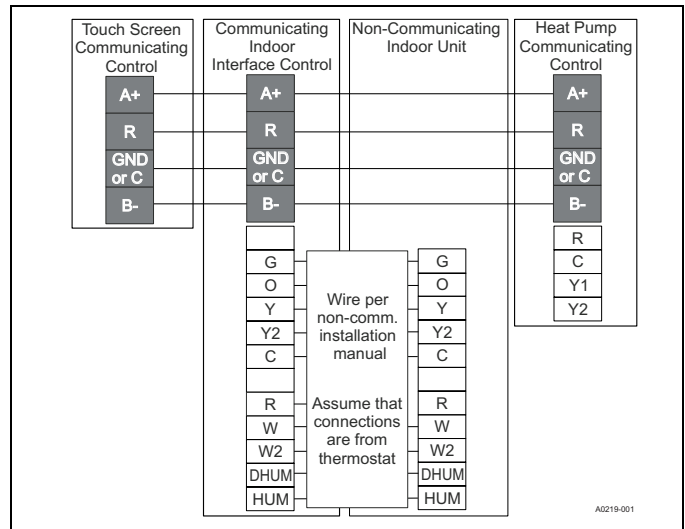 Touch Screen
Communicating
Control
A+
R
GND
or C
B-
Communicating
Indoor
Interface Control
A+
R
GND
or C
B-
G
O
Y
Y2
C
R
W
W2
DHUM
HUM
Wire per
non-comm.
installation
manual
Assume that
connections
are from
thermostat
Non-Communicating
Indoor Unit
G
O
Y
Y2
C
R
W
W2
DHUM
HUM
Heat Pump
Communicating
Control
A+
R
GND
or C
B-
R
C
Y1
Y2
A0219-001